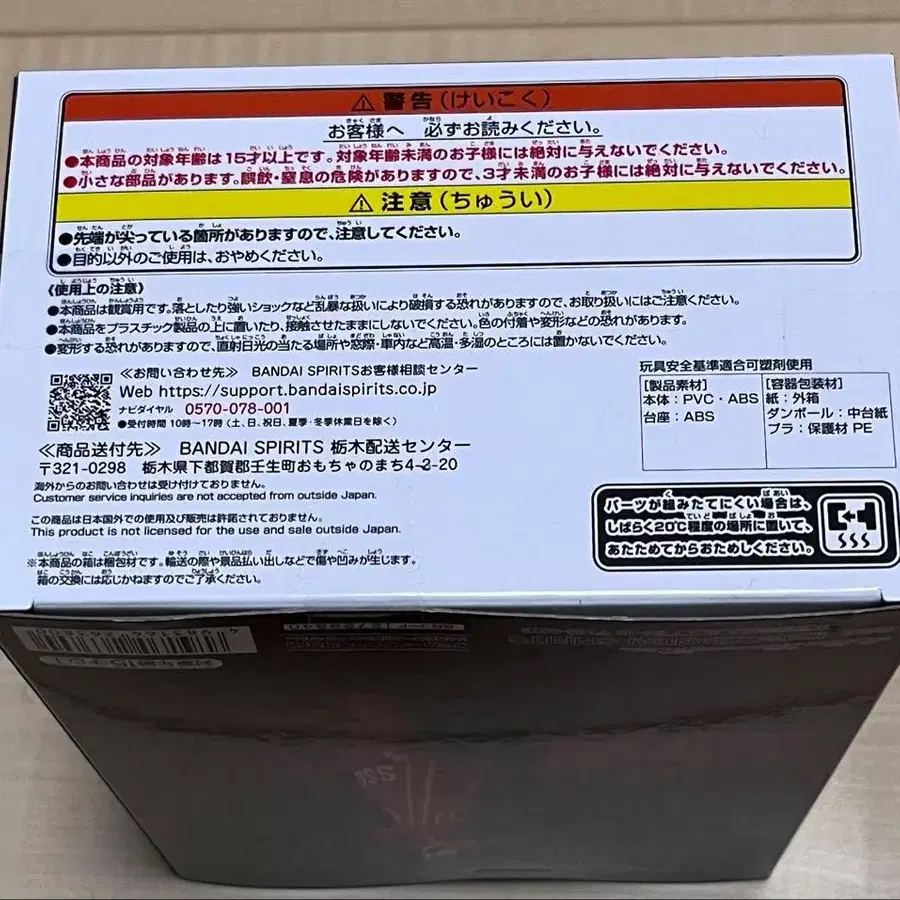 ⚠ 警告(けいこく)
お客様へ 必ずお読みください。
●本商品の対象年齢は15才以上です。対象年齢未満のお子様には絶対に与えないでください。
●小さな部品があります。誤飲・窒息の危険がありますので、3才未満のお子様には絶対に与えないでください。
⚠ 注意(ちゅうい)
●先端が尖っている箇所がありますので、注意してください。
●目的以外のご使用は、おやめください。
《使用上の注意》
●本商品は観賞用です。落としたり強いショックなど乱暴な扱いにより破損する恐れがありますので、お取り扱いにはご注意ください。
●本商品をプラスチック製品の上に置いたり、接触させたままにしないでください。色の付着や変形などの恐れがあります。
●変形する恐れがありますので、直射日光の当たる場所や窓際・車内など高温・多湿のところには置かないでください。
≪お問い合わせ先≫ BANDAI SPIRITSお客様相談センター
Web https://support.bandaispirits.co.jp
ナビダイヤル 0570-078-001
●受付時間 10時~17時(土、日、祝日、夏季・冬季休業日を除く)
≪商品送付先≫ BANDAI SPIRITS 栃木配送センター
〒321-0298 栃木県下都賀郡壬生町おもちゃのまち4-2-20
海外からのお問い合わせは受け付けておりません。
Customer service inquiries are not accepted from outside Japan.
この商品は日本国外での使用及び販売は許諾されておりません。
This product is not licensed for the use and sale outside Japan.
※本商品の箱は梱包材です。輸送の際や景品払い出しなどで傷や凹みが生じます。
箱の交換には応じかねますのでご了承ください。
玩具安全基準適合可塑剤使用
[製品素材]
本体:PVC・ABS
台座:ABS
[容器包装材]
紙:外箱
ダンボール:中台紙
プラ:保護材 PE
パーツが組みたてにくい場合は、
しばらく20℃程度の場所に置いて、
あたためてからおためしください。